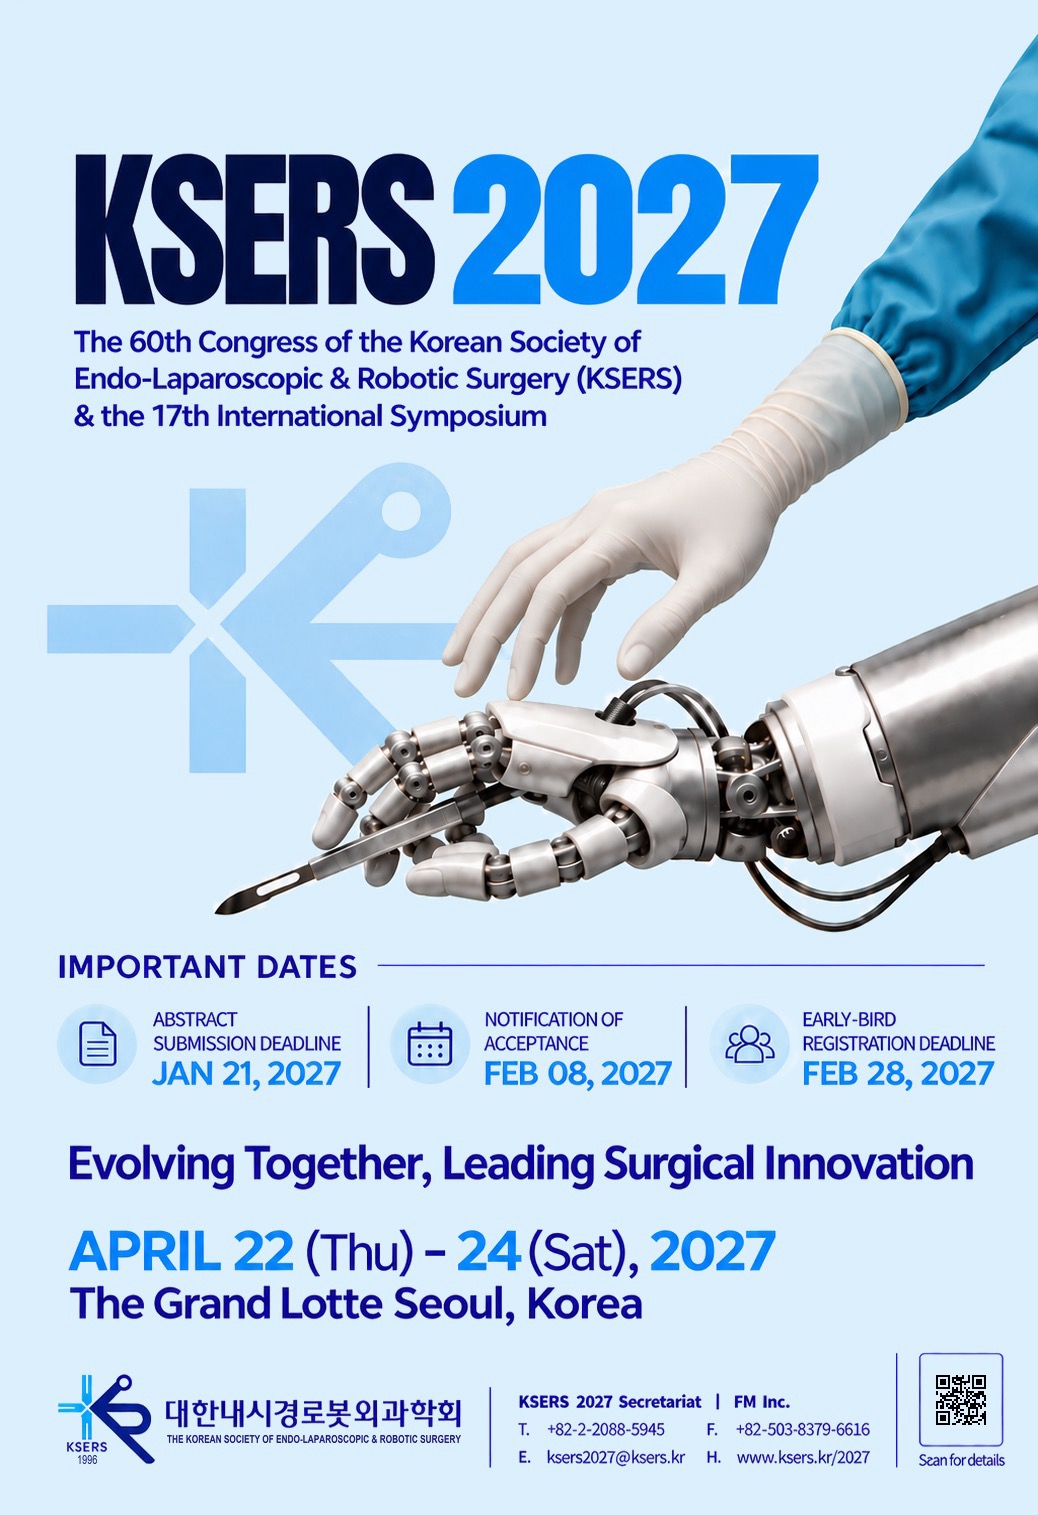 KSERS 2027
The 60th Congress of the Korean Society of
Endo-Laparoscopic & Robotic Surgery (KSERS)
& the 17th International Symposium
IMPORTANT DATES
ABSTRACT
SUBMISSION DEADLINE
JAN 21, 2027
NOTIFICATION OF
ACCEPTANCE
FEB 08, 2027
EARLY-BIRD
REGISTRATION DEADLINE
FEB 28, 2027
Evolving Together, Leading Surgical Innovation
APRIL 22 (Thu) – 24 (Sat), 2027
The Grand Lotte Seoul, Korea
KSERS
1996
대한내시경로봇외과학회
THE KOREAN SOCIETY OF ENDO-LAPAROSCOPIC & ROBOTIC SURGERY
KSERS 2027 Secretariat | FM Inc.
T. +82-2-2088-5945 F. +82-503-8379-6616
E. ksers2027@ksers.kr H. www.ksers.kr/2027
Scan for details